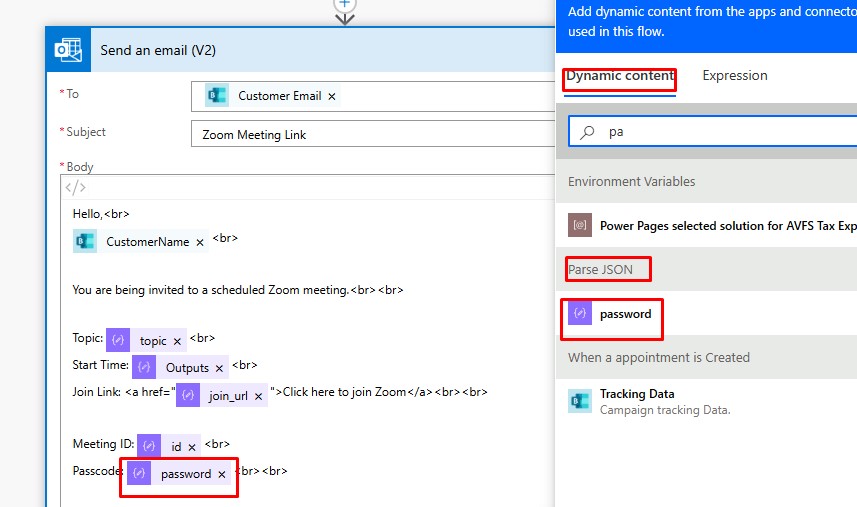 Send an email (V2)
* To
Customer Email ×
* Subject
Zoom Meeting Link
* Body
</>
Hello,<br>
CustomerName × <br>
You are being invited to a scheduled Zoom meeting.<br><br>
Topic: topic × <br>
Start Time: Outputs × <br>
Join Link: <a href=" join_url × ">Click here to join Zoom</a><br><br>
Meeting ID: id × <br>
Passcode: password × <br><br>
Add dynamic content from the apps and connecto
used in this flow.
Dynamic content Expression
pa
Environment Variables
Power Pages selected solution for AVFS Tax Exp
Parse JSON
password
When a appointment is Created
Tracking Data
Campaign tracking Data.